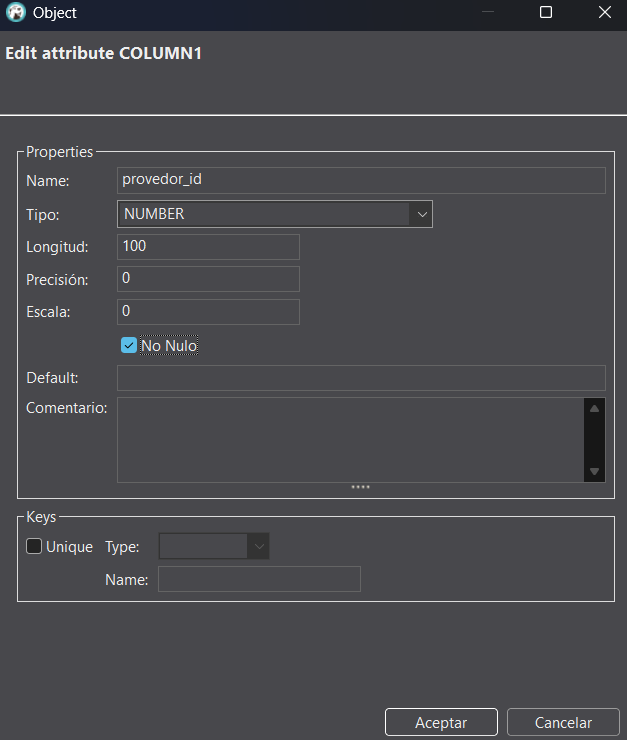 Object
Edit attribute COLUMN1
Properties
Name: provedor_id
Tipo: NUMBER
Longitud: 100
Precisión: 0
Escala: 0
No Nulo
Default:
Comentario:
Keys
Unique Type:
Name:
Aceptar Cancelar